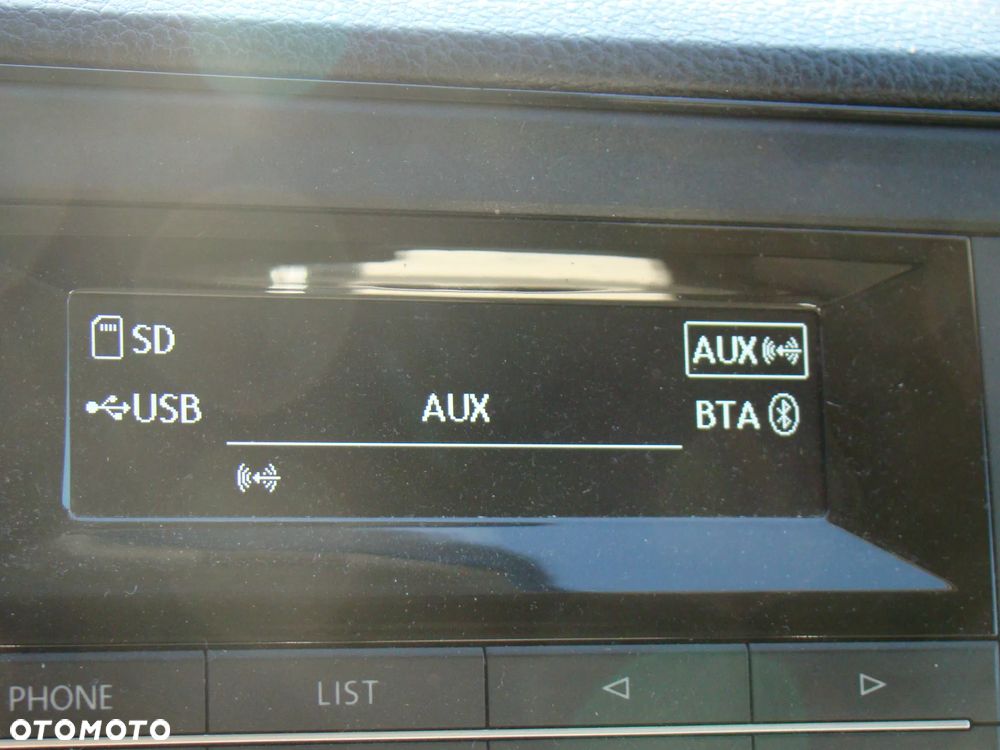 SD
AUX
USB
AUX
BTA
PHONE
LIST
OTOMOTO